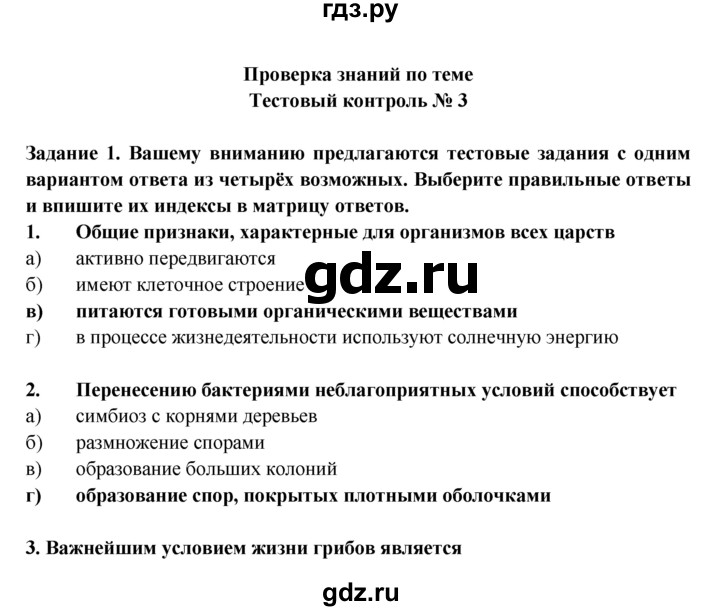 гдз.ру
Проверка знаний по теме
Тестовый контроль № 3
Задание 1. Вашему вниманию предлагаются тестовые задания с одним
вариантом ответа из четырёх возможных. Выберите правильные ответы
и впишите их индексы в матрицу ответов.
1. Общие признаки, характерные для организмов всех царств
а) активно передвигаются
б) имеют клеточное строение
в) питаются готовыми органическими веществами
г) в процессе жизнедеятельности используют солнечную энергию
gdz.ru
2. Перенесению бактериями неблагоприятных условий способствует
а) симбиоз с корнями деревьев
б) размножение спорами
в) образование больших колоний
г) образование спор, покрытых плотными оболочками
3. Важнейшим условием жизни грибов является
gdz.ru